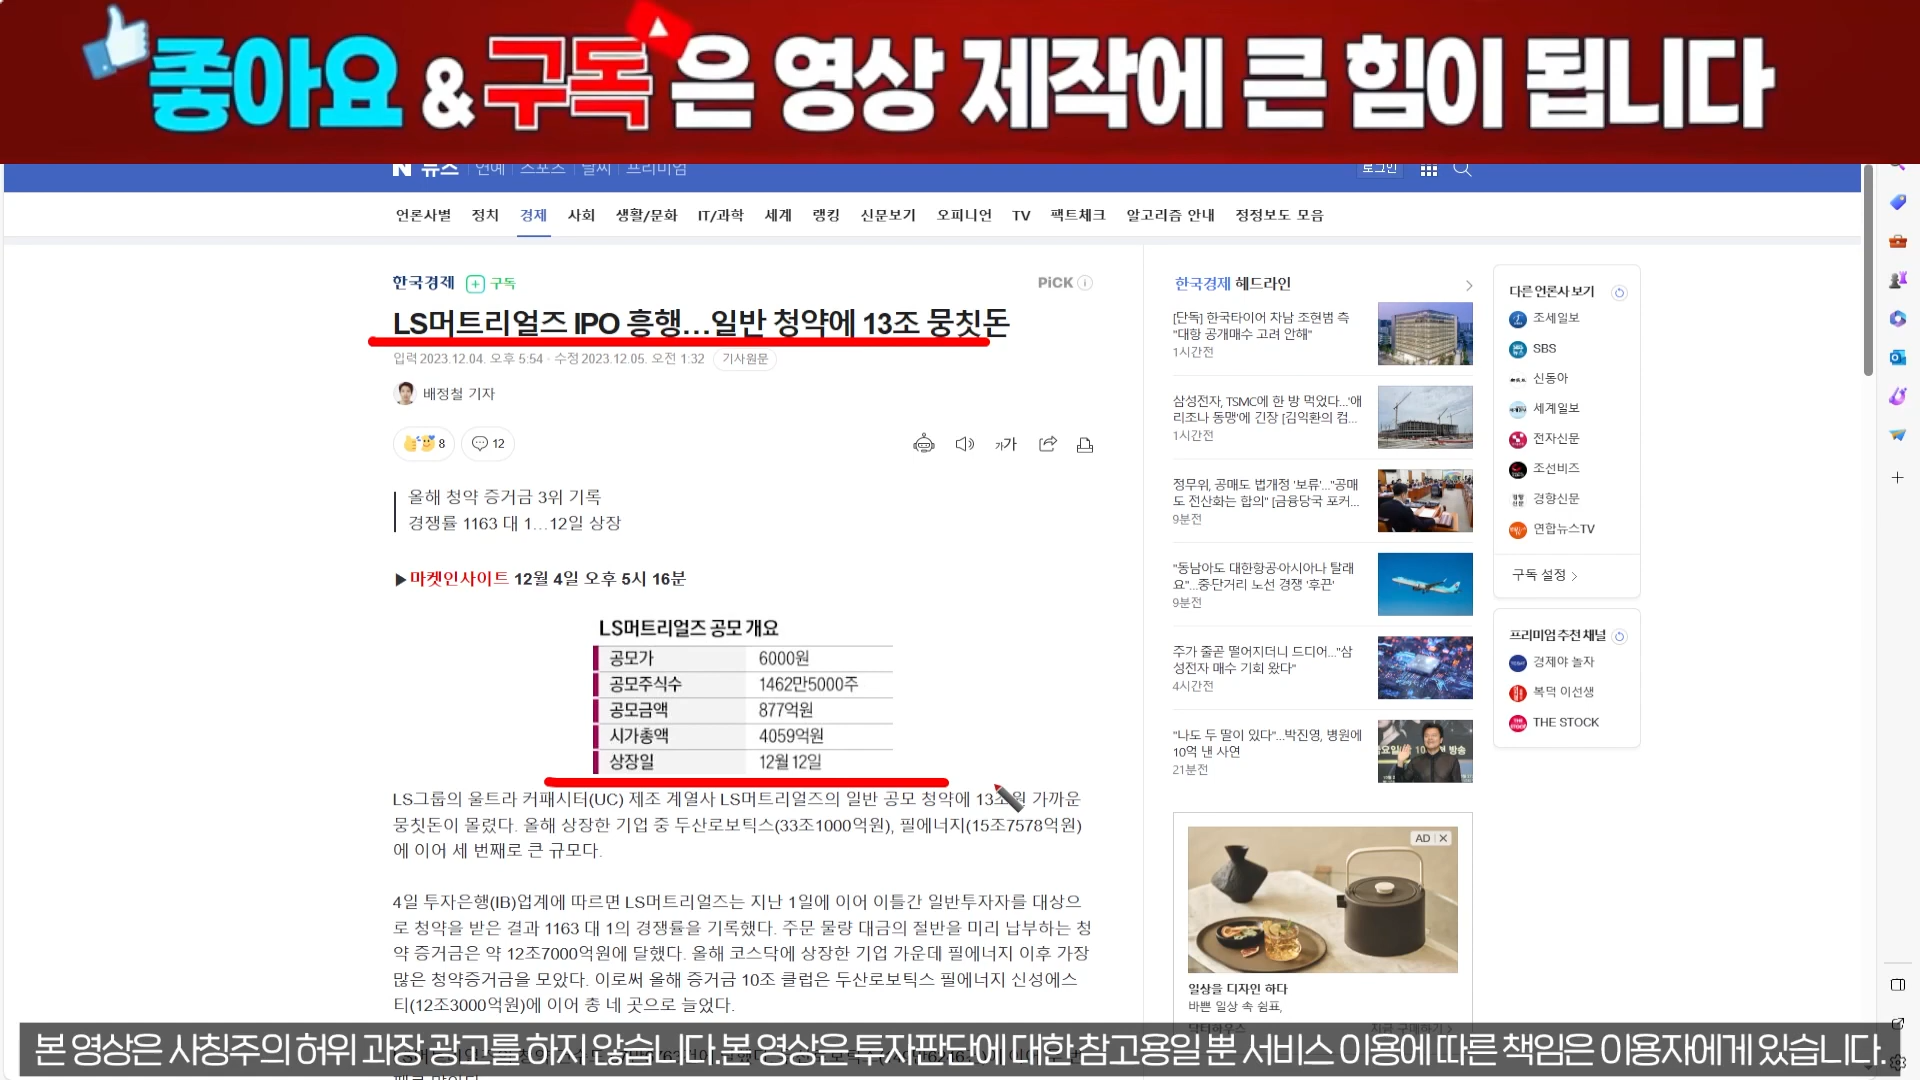 좋아요 & 구독은 영상 제작에 큰 힘이 됩니다
N 뉴스 연예 스포츠 날씨 프리미엄
로그인
언론사별 정치 경제 사회 생활/문화 IT/과학 세계 랭킹 신문보기 오피니언 TV 팩트체크 알고리즘 안내 정정보도 모음
한국경제 구독
PiCK
LS머트리얼즈 IPO 흥행…일반 청약에 13조 뭉칫돈
입력 2023.12.04. 오후 5:54 · 수정 2023.12.05. 오전 1:32 기사원문
배정철 기자
8 12
가가
올해 청약 증거금 3위 기록
경쟁률 1163 대 1…12일 상장
▶마켓인사이트 12월 4일 오후 5시 16분
LS머트리얼즈 공모 개요
공모가 6000원
공모주식수 1462만5000주
공모금액 877억원
시가총액 4059억원
상장일 12월 12일
LS그룹의 울트라 커패시터(UC) 제조 계열사 LS머트리얼즈의 일반 공모 청약에 13조원 가까운
뭉칫돈이 몰렸다. 올해 상장한 기업 중 두산로보틱스(33조1000억원), 필에너지(15조7578억원)
에 이어 세 번째로 큰 규모다.
4일 투자은행(IB)업계에 따르면 LS머트리얼즈는 지난 1일에 이어 이틀간 일반투자자를 대상으
로 청약을 받은 결과 1163 대 1의 경쟁률을 기록했다. 주문 물량 대금의 절반을 미리 납부하는 청
약 증거금은 약 12조7000억원에 달했다. 올해 코스닥에 상장한 기업 가운데 필에너지 이후 가장
많은 청약증거금을 모았다. 이로써 올해 증거금 10조 클럽은 두산로보틱스 필에너지 신성에스
티(12조3000억원)에 이어 총 네 곳으로 늘었다.
한국경제 헤드라인
[단독] 한국타이어 차남 조현범 측
"대항 공개매수 고려 안해"
1시간전
삼성전자, TSMC에 한 방 먹었다…'애
리조나 동맹'에 긴장 [김익환의 컴…
1시간전
정무위, 공매도 법개정 '보류'…"공매
도 전산화는 합의" [금융당국 포커…
9분전
"동남아도 대한항공·아시아나 탈래
요"…중·단거리 노선 경쟁 '후끈'
9분전
주가 줄곧 떨어지더니 드디어…"삼
성전자 매수 기회 왔다"
4시간전
"나도 두 딸이 있다"…박진영, 병원에
10억 낸 사연
21분전
AD X
일상을 디자인 하다
바쁜 일상 속 쉼표,
다른 언론사 보기
조세일보
SBS
신동아
세계일보
전자신문
조선비즈
경향신문
연합뉴스TV
구독 설정
프리미엄 추천 채널
경제야 놀자
복덕 이선생
THE STOCK
본 영상은 사칭주의 허위 과장 광고를 하지 않습니다.본 영상은 투자판단에 대한 참고용일 뿐 서비스 이용에 따른 책임은 이용자에게 있습니다.